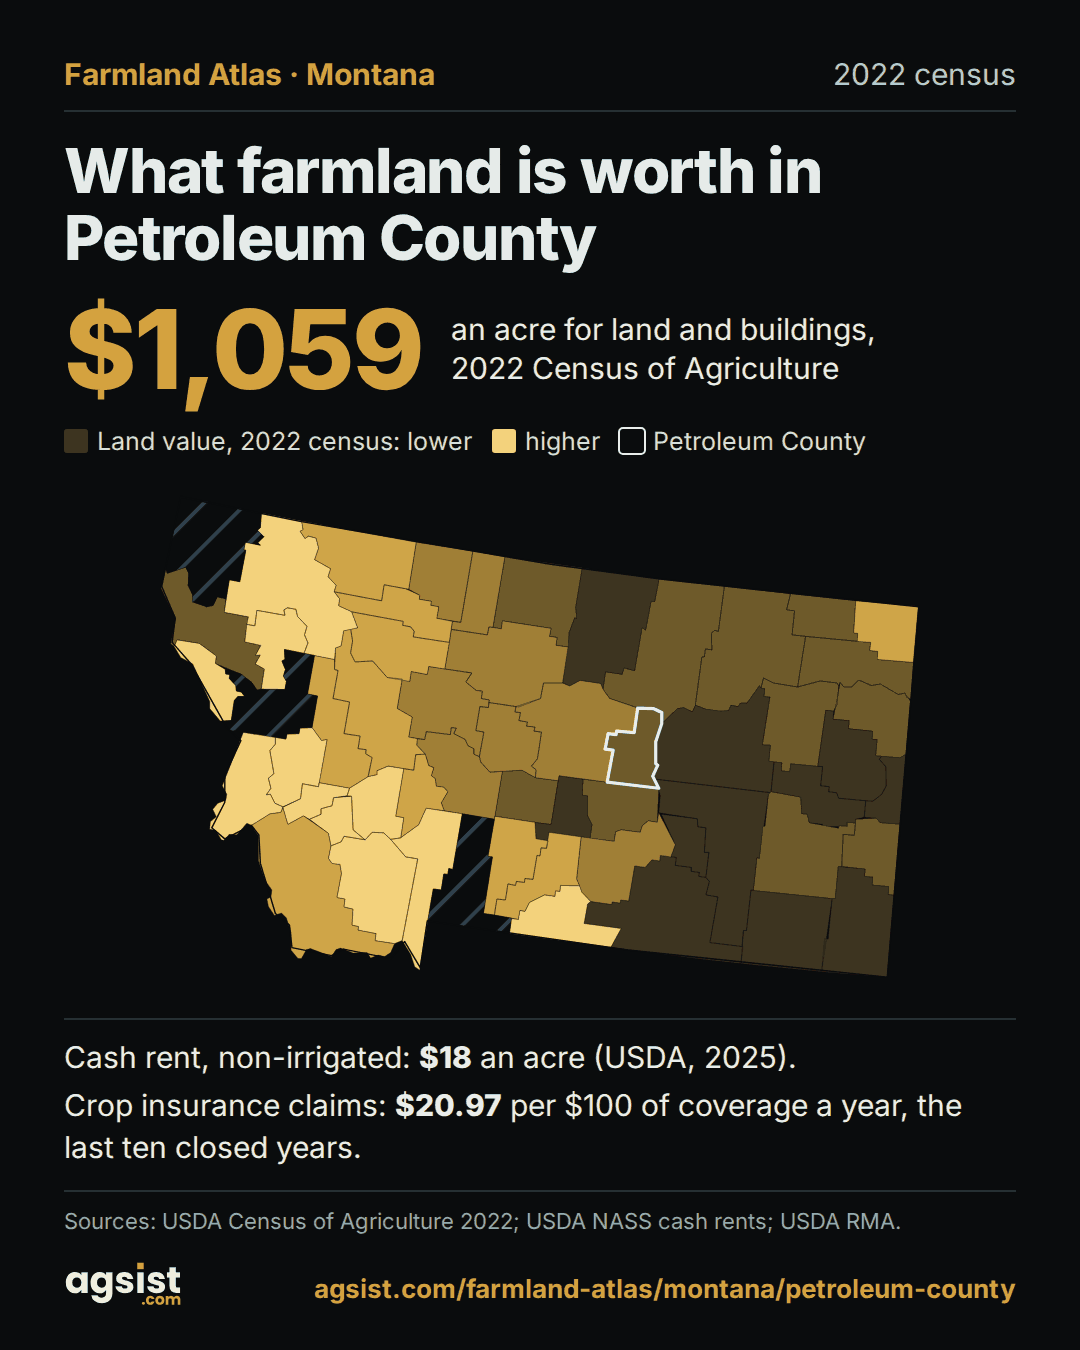 Farmland Atlas · Montana
2022 census
What farmland is worth in
Petroleum County
$1,059
an acre for land and buildings,
2022 Census of Agriculture
Land value, 2022 census: lower
higher
Petroleum County
Cash rent, non-irrigated: $18 an acre (USDA, 2025).
Crop insurance claims: $20.97 per $100 of coverage a year, the
last ten closed years.
Sources: USDA Census of Agriculture 2022; USDA NASS cash rents; USDA RMA.
agsist
.com
agsist.com/farmland-atlas/montana/petroleum-county